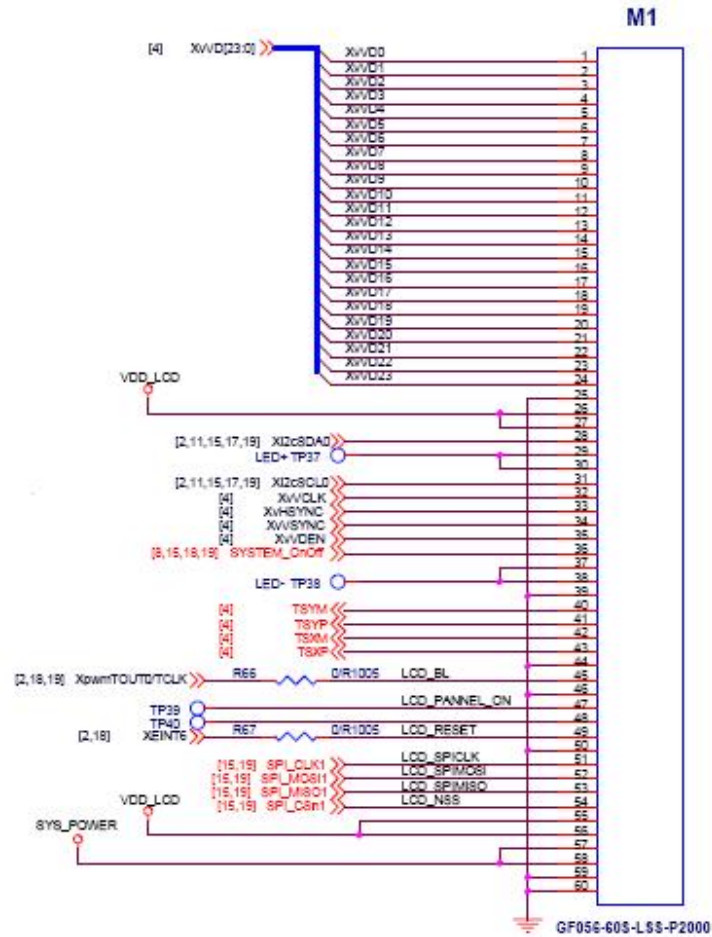 M1
[4] XvVD[23:0]
XvVD0
1
XvVD1
2
XvVD2
3
XvVD3
4
XvVD4
5
XvVD5
6
XvVD6
7
XvVD7
8
XvVD8
9
XvVD9
10
XvVD10
11
XvVD11
12
XvVD12
13
XvVD13
14
XvVD14
15
XvVD15
16
XvVD16
17
XvVD17
18
XvVD18
19
XvVD19
20
XvVD20
21
XvVD21
22
XvVD22
23
XvVD23
24
VDD_LCD
25
26
27
[2,11,15,17,19] Xi2cSDA0
28
LED+ TP37
29
30
[2,11,15,17,19] Xi2cSCL0
31
[4] XvVCLK
32
[4] XvHSYNC
33
[4] XvVSYNC
34
[4] XvVDEN
35
[8,15,18,19] SYSTEM_OnOff
36
37
LED- TP38
38
39
[4] TSYM
40
[4] TSYP
41
[4] TSXM
42
[4] TSXP
43
44
[2,18,19] XpwmTOUT0/TCLK R66 0/R1005 LCD_BL
45
46
LCD_PANNEL_ON
TP39
47
TP40
48
[2,18] XEINT6 R67 0/R1005 LCD_RESET
49
50
[15,19] SPI_CLK1 LCD_SPICLK
51
[15,19] SPI_MOSI1 LCD_SPIMOSI
52
[15,19] SPI_MISO1 LCD_SPIMISO
53
[15,19] SPI_CSn1 LCD_NSS
54
VDD_LCD
55
56
SYS_POWER
57
58
59
60
GF056-60S-LSS-P2000